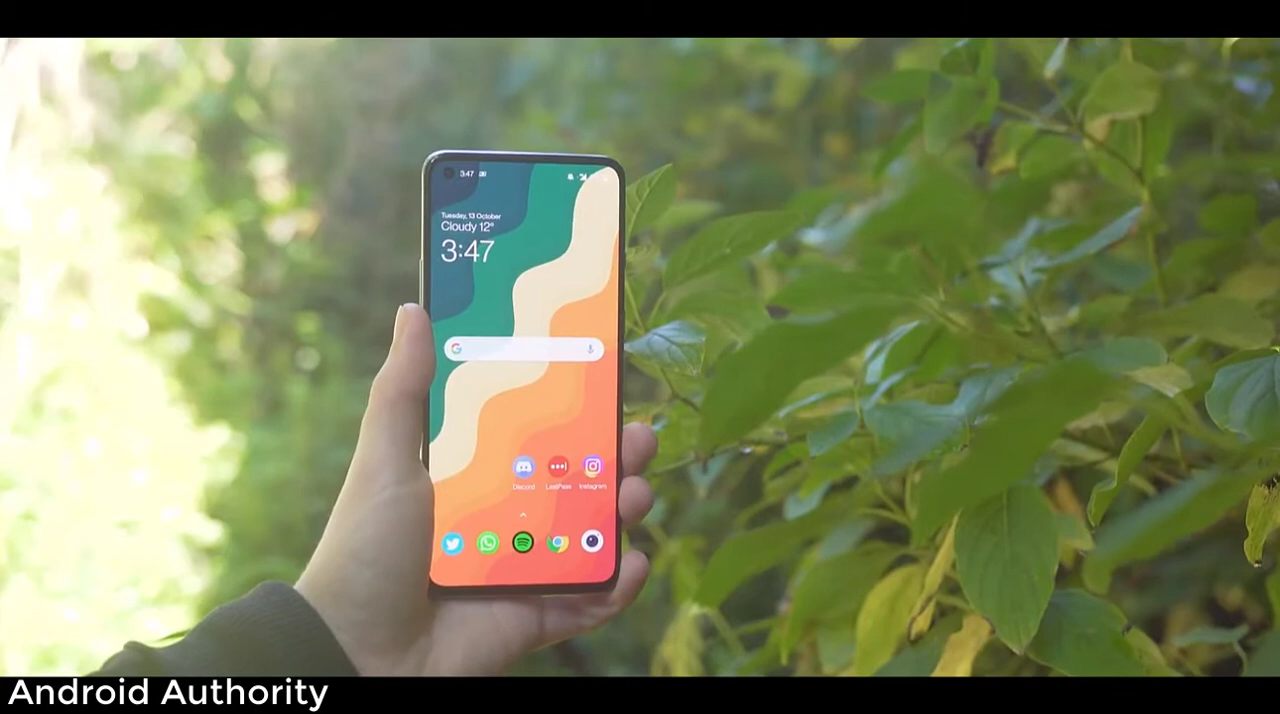 3:47
Tuesday, 13 October
Cloudy 12°
3:47
Discord LastPass Instagram
Android Authority